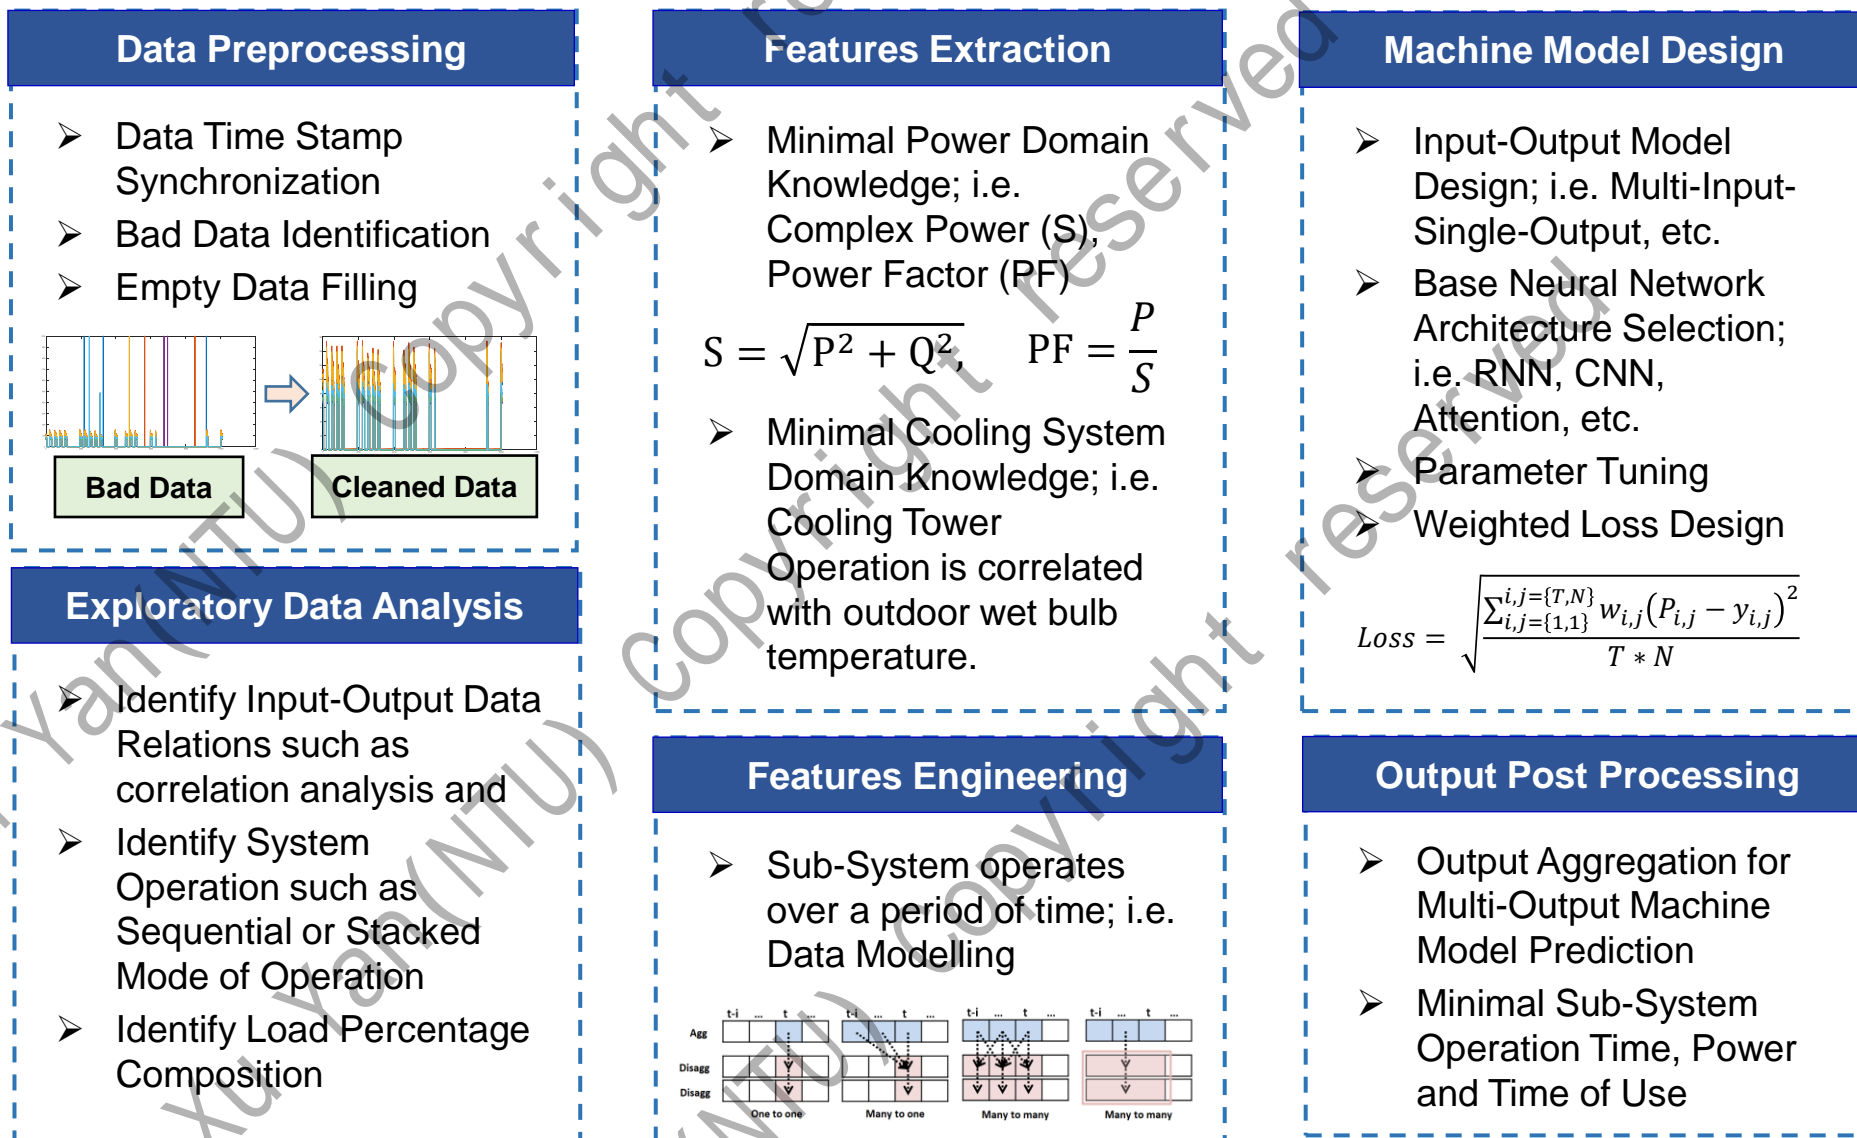 Data Preprocessing
➢ Data Time Stamp
Synchronization
➢ Bad Data Identification
➢ Empty Data Filling
Bad Data
Cleaned Data
Exploratory Data Analysis
➢ Identify Input-Output Data
Relations such as
correlation analysis and
➢ Identify System
Operation such as
Sequential or Stacked
Mode of Operation
➢ Identify Load Percentage
Composition
Features Extraction
➢ Minimal Power Domain
Knowledge; i.e.
Complex Power (S),
Power Factor (PF)
S = √(P² + Q²), PF = P/S
➢ Minimal Cooling System
Domain Knowledge; i.e.
Cooling Tower
Operation is correlated
with outdoor wet bulb
temperature.
Features Engineering
➢ Sub-System operates
over a period of time; i.e.
Data Modelling
t-i ... t ... t-i ... t ... t-i ... t ... t-i ... t ...
Agg
Disagg
Disagg
One to one Many to one Many to many Many to many
Machine Model Design
➢ Input-Output Model
Design; i.e. Multi-Input-
Single-Output, etc.
➢ Base Neural Network
Architecture Selection;
i.e. RNN, CNN,
Attention, etc.
➢ Parameter Tuning
➢ Weighted Loss Design
Loss = √(∑_{i,j={1,1}}^{i,j={T,N}} w_{i,j}(P_{i,j} − y_{i,j})² / T ∗ N)
Output Post Processing
➢ Output Aggregation for
Multi-Output Machine
Model Prediction
➢ Minimal Sub-System
Operation Time, Power
and Time of Use
Yan(NTU) Copyright re
Xu Yan(NTU) Copyright reserved
(NTU) Copyright reserved